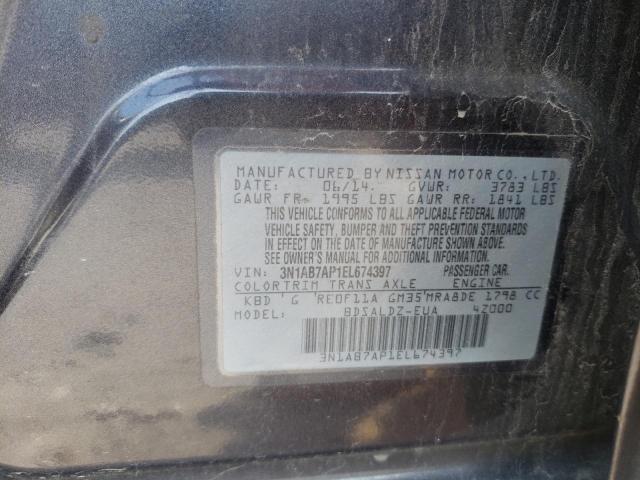 MANUFACTURED BY NISSAN MOTOR CO., LTD.
DATE: 06/14. GVWR: 3783 LBS
GAWR FR: 1995 LBS GAWR RR: 1841 LBS
THIS VEHICLE CONFORMS TO ALL APPLICABLE FEDERAL MOTOR
VEHICLE SAFETY, BUMPER AND THEFT PREVENTION STANDARDS
IN EFFECT ON THE DATE OF MANUFACTURE SHOWN ABOVE.
SEE OWNER'S MANUAL FOR ADDITIONAL INFORMATION.
VIN: 3N1AB7AP1EL674397 PASSENGER CAR.
COLOR TRIM TRANS AXLE ENGINE
KBD G RE0F11A GM35 MRA8DE 1798 CC
MODEL: BDSALDZ-EUA 4Z000
3N1AB7AP1EL674397